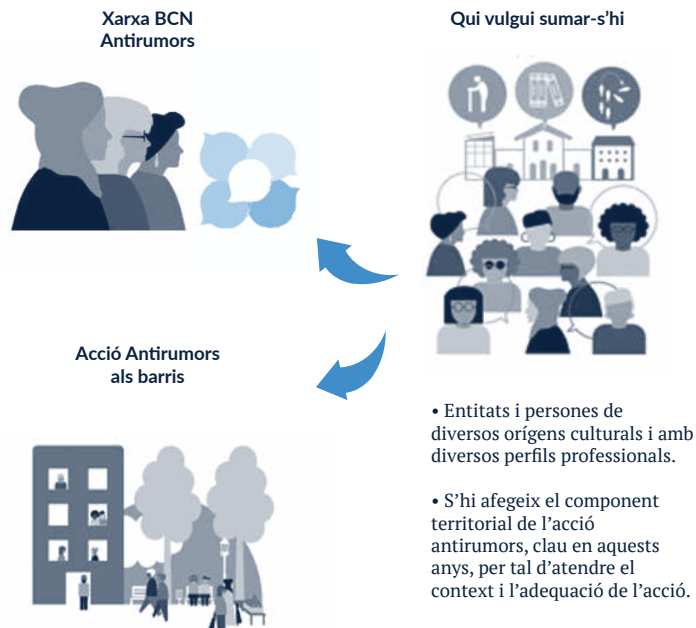 Xarxa BCN
Antirumors
Qui vulgui sumar-s’hi
Acció Antirumors
als barris
• Entitats i persones de
diversos orígens culturals i amb
diversos perfils professionals.
• S’hi afegeix el component
territorial de l’acció
antirumors, clau en aquests
anys, per tal d’atendre el
context i l’adequació de l’acció.